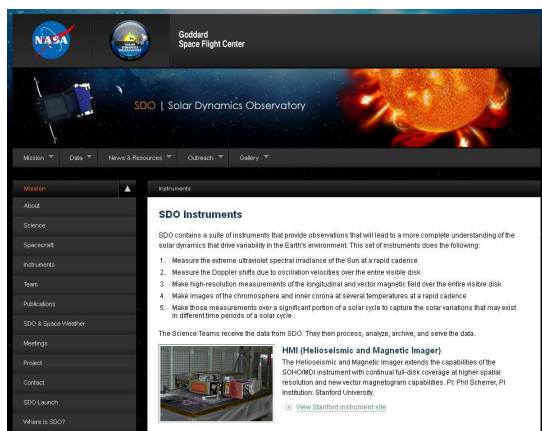 NASA
Goddard
Space Flight Center
SDO | Solar Dynamics Observatory
Mission
Data
News & Resources
Outreach
Gallery
Mission
Instruments
About
Science
Spacecraft
Instruments
Team
Publications
SDO & Space Weather
Meetings
Project
Contact
SDO Launch
Where is SDO?
SDO Instruments
SDO contains a suite of instruments that provide observations that will lead to a more complete understanding of the
solar dynamics that drive variability in the Earth's environment. This set of instruments does the following:
1. Measure the extreme ultraviolet spectral irradiance of the Sun at a rapid cadence
2. Measure the Doppler shifts due to oscillation velocities over the entire visible disk
3. Make high-resolution measurements of the longitudinal and vector magnetic field over the entire visible disk
4. Make images of the chromosphere and inner corona at several temperatures at a rapid cadence
5. Make those measurements over a significant portion of a solar cycle to capture the solar variations that may exist
in different time periods of a solar cycle
The Science Teams receive the data from SDO. They then process, analyze, archive, and serve the data.
HMI (Helioseismic and Magnetic Imager)
The Helioseismic and Magnetic Imager extends the capabilities of the
SOHO/MDI instrument with continual full-disk coverage at higher spatial
resolution and new vector magnetogram capabilities. PI: Phil Scherrer, PI
Institution: Stanford University.
View Stanford instrument site